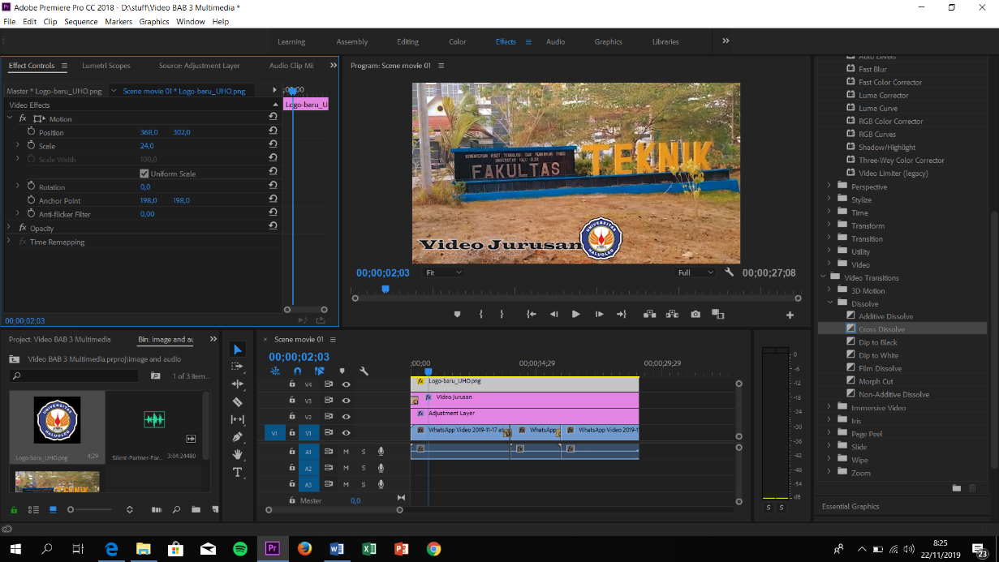 Adobe Premiere Pro CC 2018 - D:\stuff\Video BAB 3 Multimedia *
File Edit Clip Sequence Markers Graphics Window Help
Learning Assembly Editing Color Effects Audio Graphics Libraries
Effect Controls Lumetri Scopes Source: Adjustment Layer Audio Clip Mi
Master * Logo-baru_UHO.png Scene movie 01 * Logo-baru_UHO.png ;00;00
Video Effects Logo-baru_U
Motion
Position 368,0 302,0
Scale 24,0
Scale Width 100,0
Uniform Scale
Rotation 0,0
Anchor Point 198,0 198,0
Anti-flicker Filter 0,00
Opacity
Time Remapping
00;00;02;03
Program: Scene movie 01
FAKULTAS
TEKNIK
Video Jurusan
UNIVERSITAS
HALUOLEO
00;00;02;03 Fit Full 00;00;27;08
Auto Levels
Fast Blur
Fast Color Corrector
Luma Corrector
Luma Curve
RGB Color Corrector
RGB Curves
Shadow/Highlight
Three-Way Color Corrector
Video Limiter (legacy)
Perspective
Stylize
Time
Transform
Transition
Utility
Video
Video Transitions
3D Motion
Dissolve
Additive Dissolve
Cross Dissolve
Dip to Black
Dip to White
Film Dissolve
Morph Cut
Non-Additive Dissolve
Immersive Video
Iris
Page Peel
Slide
Wipe
Zoom
Essential Graphics
Project: Video BAB 3 Multimedia Bin: image and au
Video BAB 3 Multimedia.prproj\image and audio
1 of 3 item...
Logo-baru_UHO.png 4;29
Silent-Partner-Par... 3:04:24480
Scene movie 01
00;00;02;03
;00;00 00;00;14;29 00;00;29;29
V4 Logo-baru_UHO.png
V3 Video Jurusan
V2 Adjustment Layer
V1 V1 WhatsApp Video 2019-11-17 at WhatsApp WhatsApp Video 2019-1
A1 M S
A2 M S
A3 M S
Master 0,0
0
-6
-12
-18
-24
-30
-36
-42
-48
-54
dB
S S
8:25
22/11/2019
23